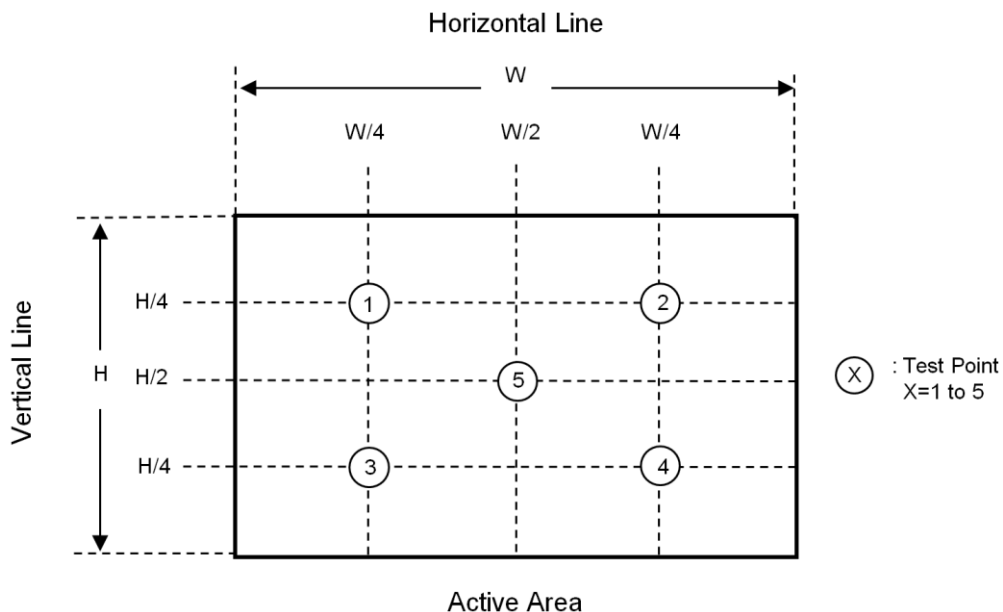 Horizontal Line
W
W/4 W/2 W/4
H/4 1 2
Vertical Line
H
H/2 5
X : Test Point
X=1 to 5
H/4 3 4
Active Area